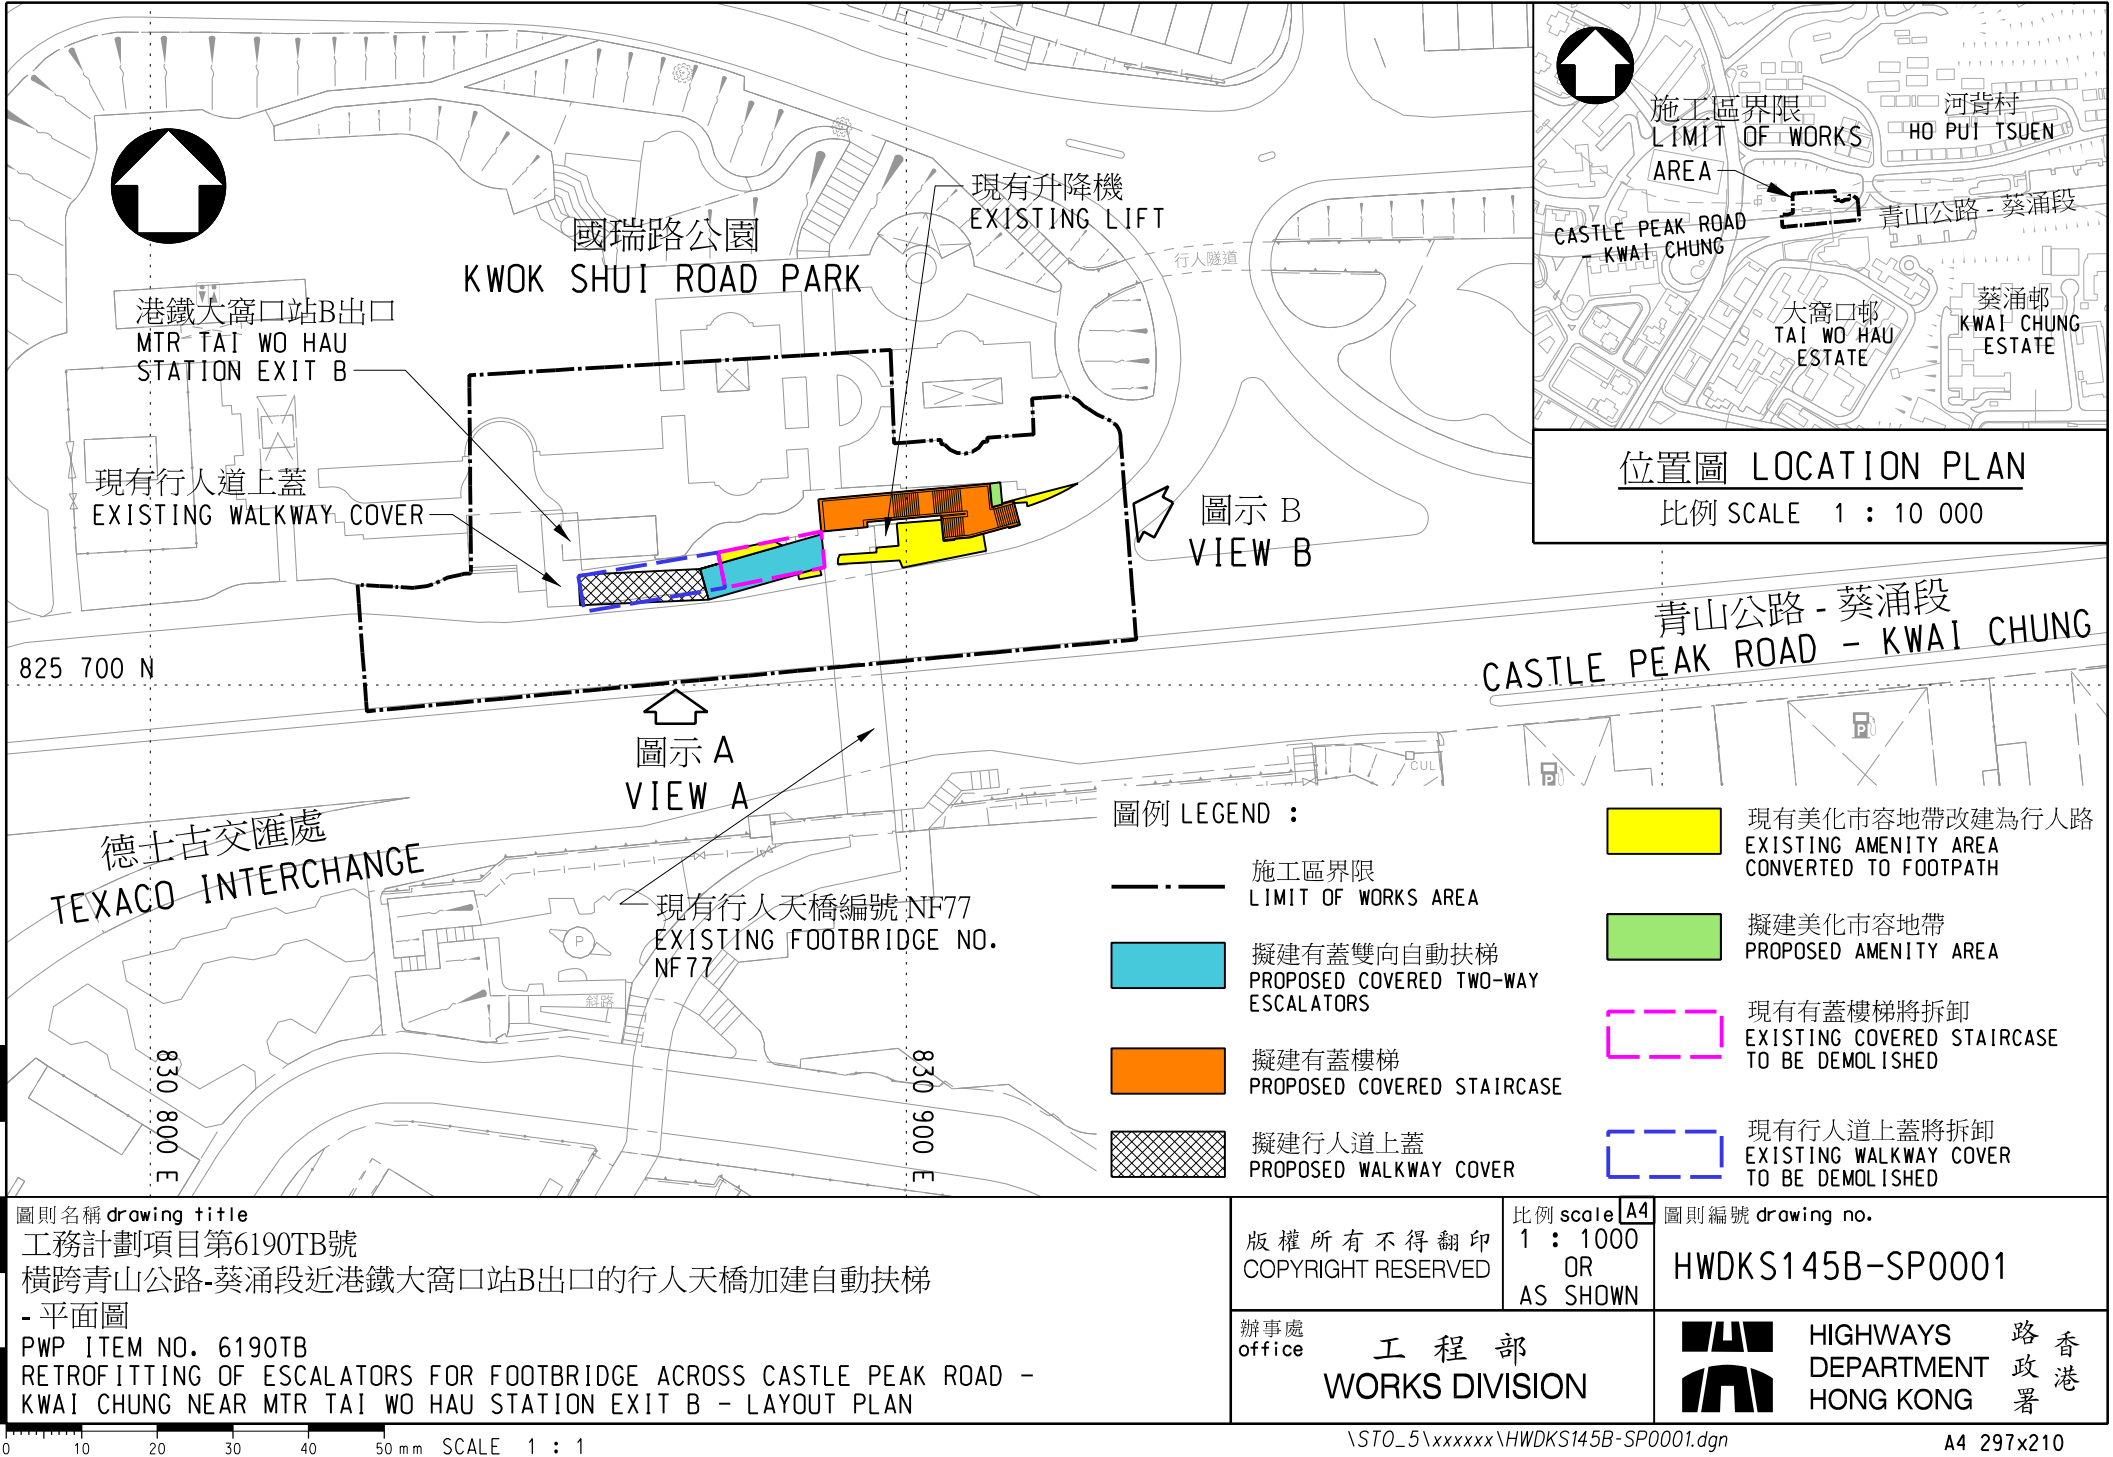 國瑞路公園
KWOK SHUI ROAD PARK
現有升降機
EXISTING LIFT
行人隧道
港鐵大窩口站B出口
MTR TAI WO HAU
STATION EXIT B
現有行人道上蓋
EXISTING WALKWAY COVER
圖示 B
VIEW B
825 700 N
圖示 A
VIEW A
青山公路 - 葵涌段
CASTLE PEAK ROAD - KWAI CHUNG
德士古交匯處
TEXACO INTERCHANGE
現有行人天橋編號 NF77
EXISTING FOOTBRIDGE NO.
NF77
P
斜路
CUL
P
P
830 800 E
830 900 E
施工區界限
LIMIT OF WORKS
AREA
河背村
HO PUI TSUEN
CASTLE PEAK ROAD
- KWAI CHUNG
青山公路 - 葵涌段
大窩口邨
TAI WO HAU
ESTATE
葵涌邨
KWAI CHUNG
ESTATE
位置圖 LOCATION PLAN
比例 SCALE 1 : 10 000
圖例 LEGEND :
施工區界限
LIMIT OF WORKS AREA
擬建有蓋雙向自動扶梯
PROPOSED COVERED TWO-WAY
ESCALATORS
擬建有蓋樓梯
PROPOSED COVERED STAIRCASE
擬建行人道上蓋
PROPOSED WALKWAY COVER
現有美化市容地帶改建為行人路
EXISTING AMENITY AREA
CONVERTED TO FOOTPATH
擬建美化市容地帶
PROPOSED AMENITY AREA
現有有蓋樓梯將拆卸
EXISTING COVERED STAIRCASE
TO BE DEMOLISHED
現有行人道上蓋將拆卸
EXISTING WALKWAY COVER
TO BE DEMOLISHED
圖則名稱 drawing title
工務計劃項目第6190TB號
橫跨青山公路-葵涌段近港鐵大窩口站B出口的行人天橋加建自動扶梯
- 平面圖
PWP ITEM NO. 6190TB
RETROFITTING OF ESCALATORS FOR FOOTBRIDGE ACROSS CASTLE PEAK ROAD -
KWAI CHUNG NEAR MTR TAI WO HAU STATION EXIT B - LAYOUT PLAN
版權所有不得翻印
COPYRIGHT RESERVED
比例 scale A4
1 : 1000
OR
AS SHOWN
圖則編號 drawing no.
HWDKS145B-SP0001
辦事處
office
工程部
WORKS DIVISION
HIGHWAYS
DEPARTMENT
HONG KONG
香港
路政署
0 10 20 30 40 50 mm SCALE 1 : 1
\STO_5\xxxxxx\HWDKS145B-SP0001.dgn
A4 297x210